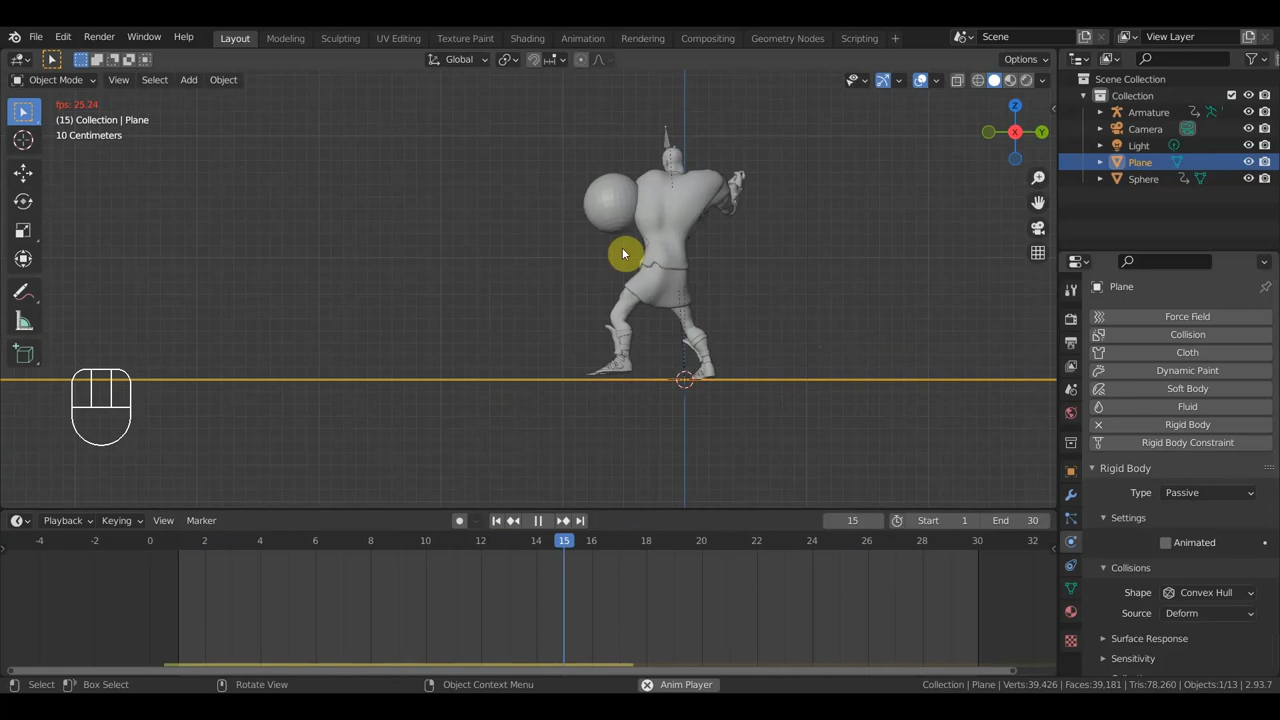 File Edit Render Window Help Layout Modeling Sculpting UV Editing Texture Paint Shading Animation Rendering Compositing Geometry Nodes Scripting + Scene View Layer
Global Options
Object Mode View Select Add Object
fps: 25.24
(15) Collection | Plane
10 Centimeters
Z
X
Y
Scene Collection
Collection
Armature
Camera
Light
Plane
Sphere
Plane
Force Field
Collision
Cloth
Dynamic Paint
Soft Body
Fluid
Rigid Body
Rigid Body Constraint
Rigid Body
Type Passive
Settings
Animated
Collisions
Shape Convex Hull
Source Deform
Surface Response
Sensitivity
Playback Keying View Marker 15 Start 1 End 30
-4 -2 0 2 4 6 8 10 12 14 15 16 18 20 22 24 26 28 30 32
Select Box Select Rotate View Object Context Menu Anim Player Collection | Plane | Verts:39,426 | Faces:39,181 | Tris:78,260 | Objects:1/13 | 2.93.7